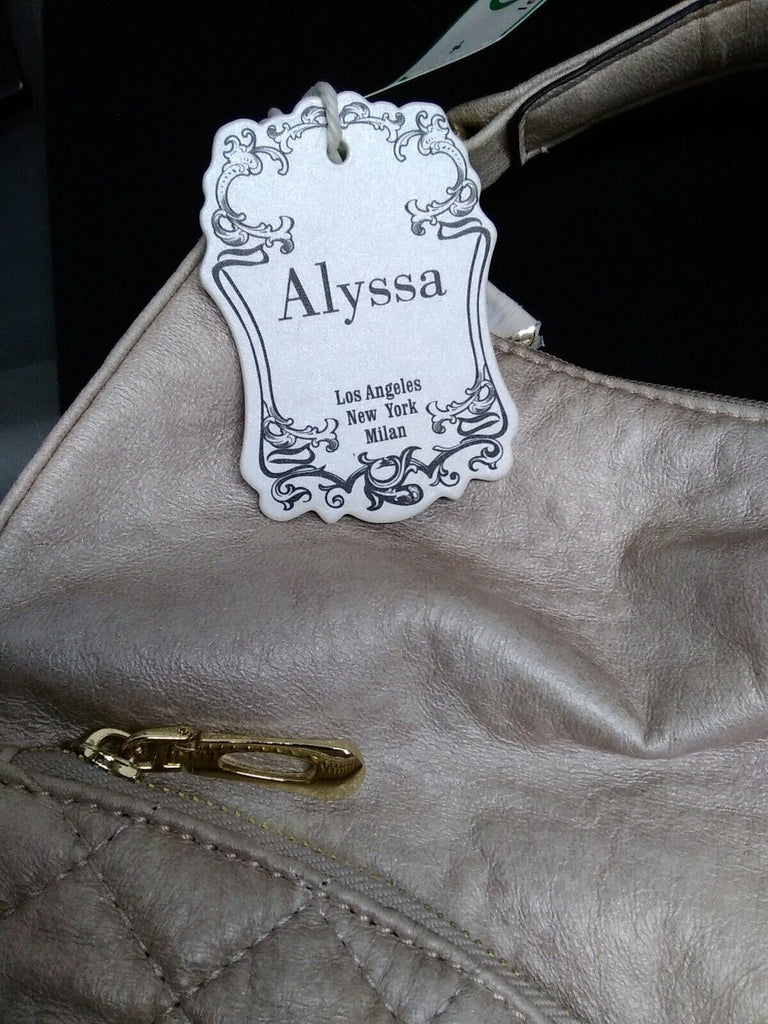 Alyssa
Los Angeles
New York
Milan